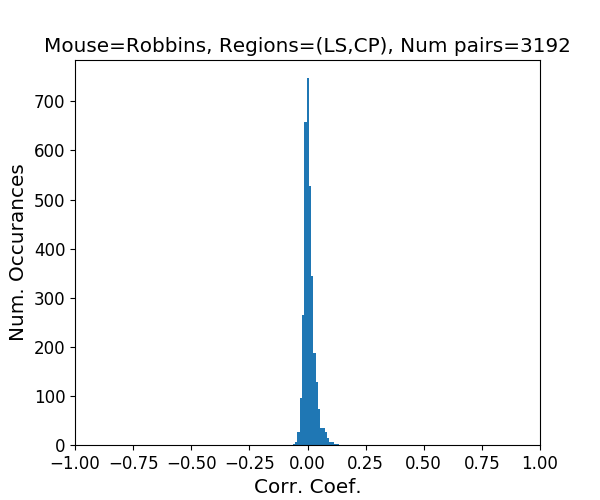 Mouse=Robbins, Regions=(LS,CP), Num pairs=3192
Num. Occurances
700
600
500
400
300
200
100
0
−1.00 −0.75 −0.50 −0.25 0.00 0.25 0.50 0.75 1.00
Corr. Coef.